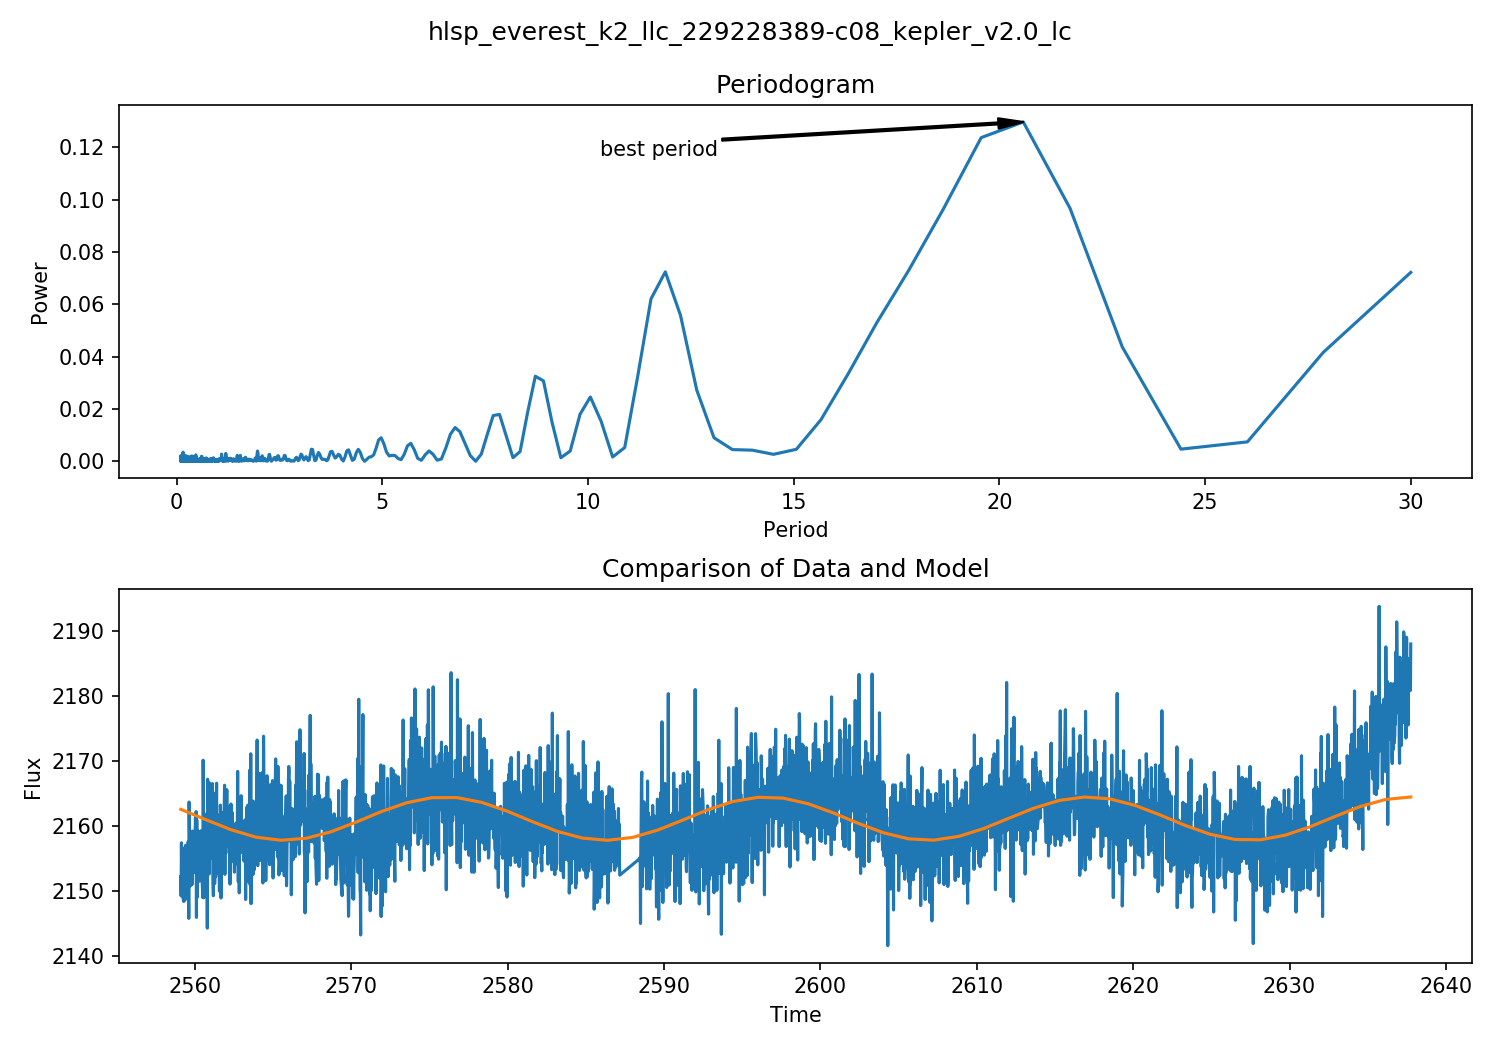 hlsp_everest_k2_llc_229228389-c08_kepler_v2.0_lc
Periodogram
Power
0.12
0.10
0.08
0.06
0.04
0.02
0.00
best period
0 5 10 15 20 25 30
Period
Comparison of Data and Model
Flux
2190
2180
2170
2160
2150
2140
2560 2570 2580 2590 2600 2610 2620 2630 2640
Time